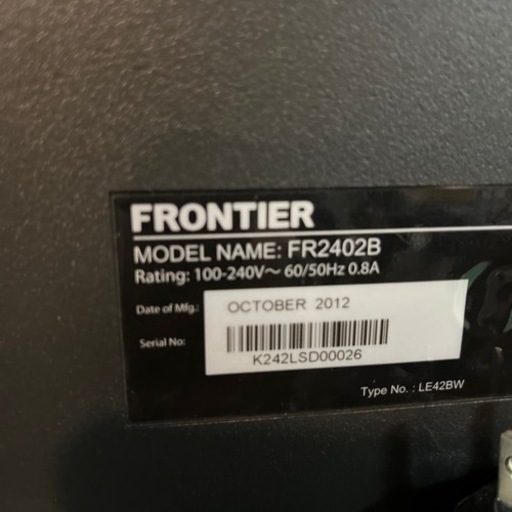 FRONTIER
MODEL NAME: FR2402B
Rating: 100-240V~ 60/50Hz 0.8A
Date of Mfg.: OCTOBER 2012
Serial No:
K242LSD00026
Type No. : LE42BW